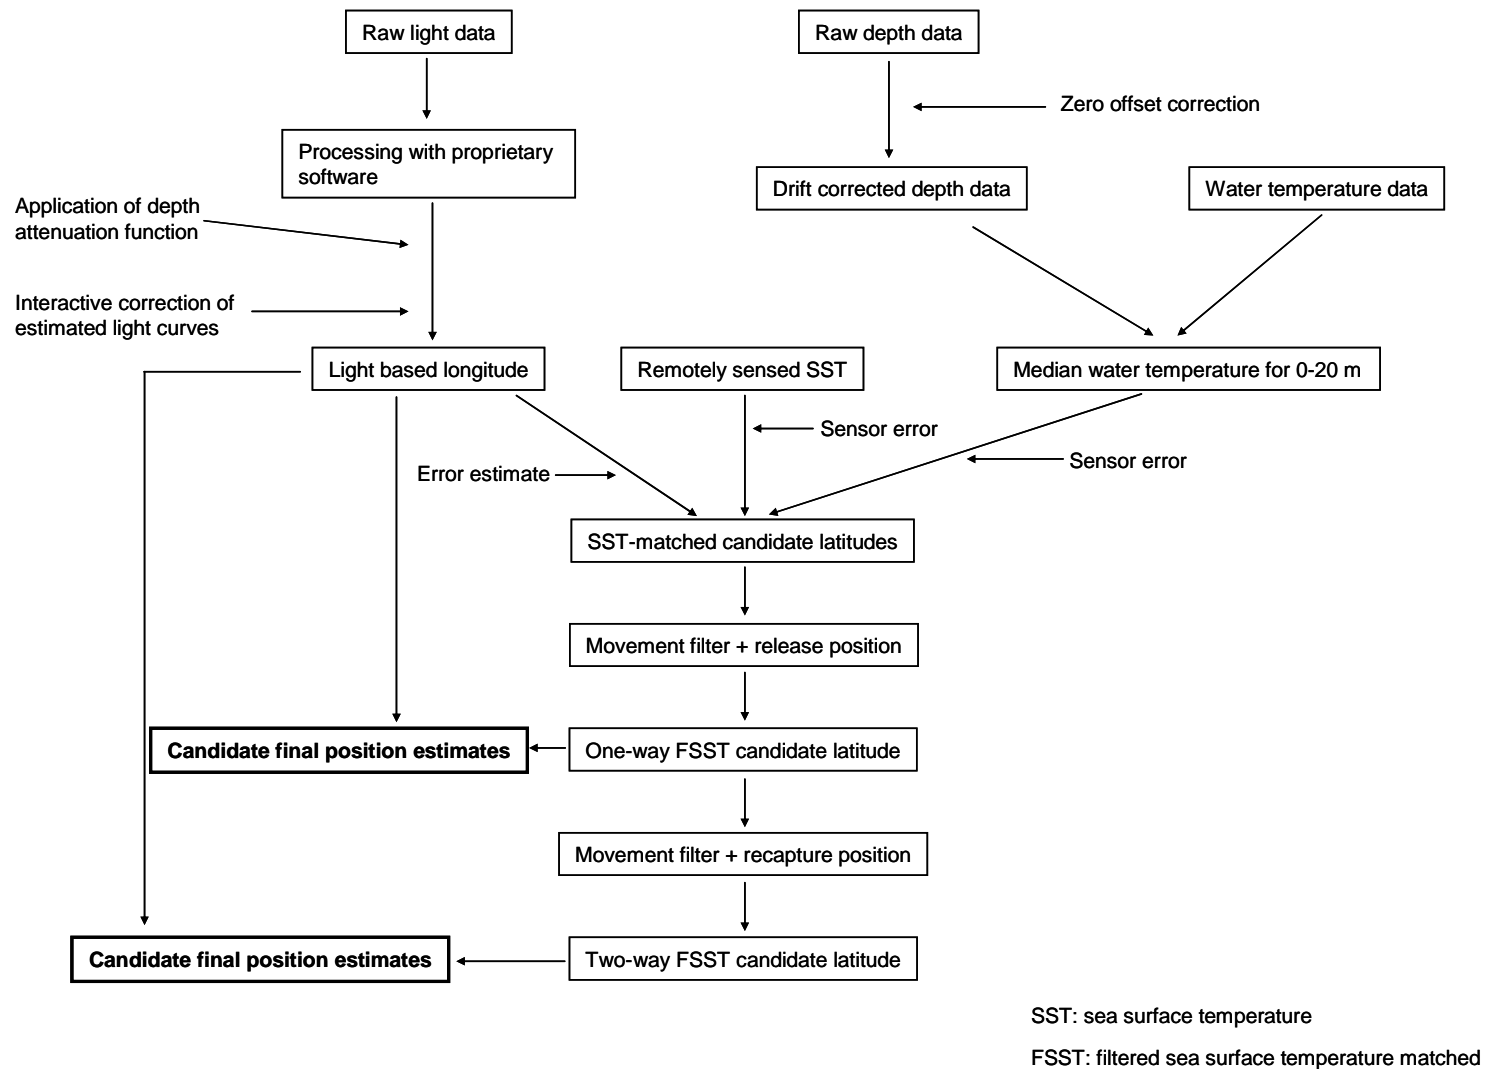 Raw light data
Raw depth data
Zero offset correction
Processing with proprietary
software
Drift corrected depth data
Water temperature data
Application of depth
attenuation function
Interactive correction of
estimated light curves
Light based longitude
Remotely sensed SST
Median water temperature for 0-20 m
Sensor error
Error estimate
Sensor error
SST-matched candidate latitudes
Movement filter + release position
Candidate final position estimates
One-way FSST candidate latitude
Movement filter + recapture position
Candidate final position estimates
Two-way FSST candidate latitude
SST: sea surface temperature
FSST: filtered sea surface temperature matched